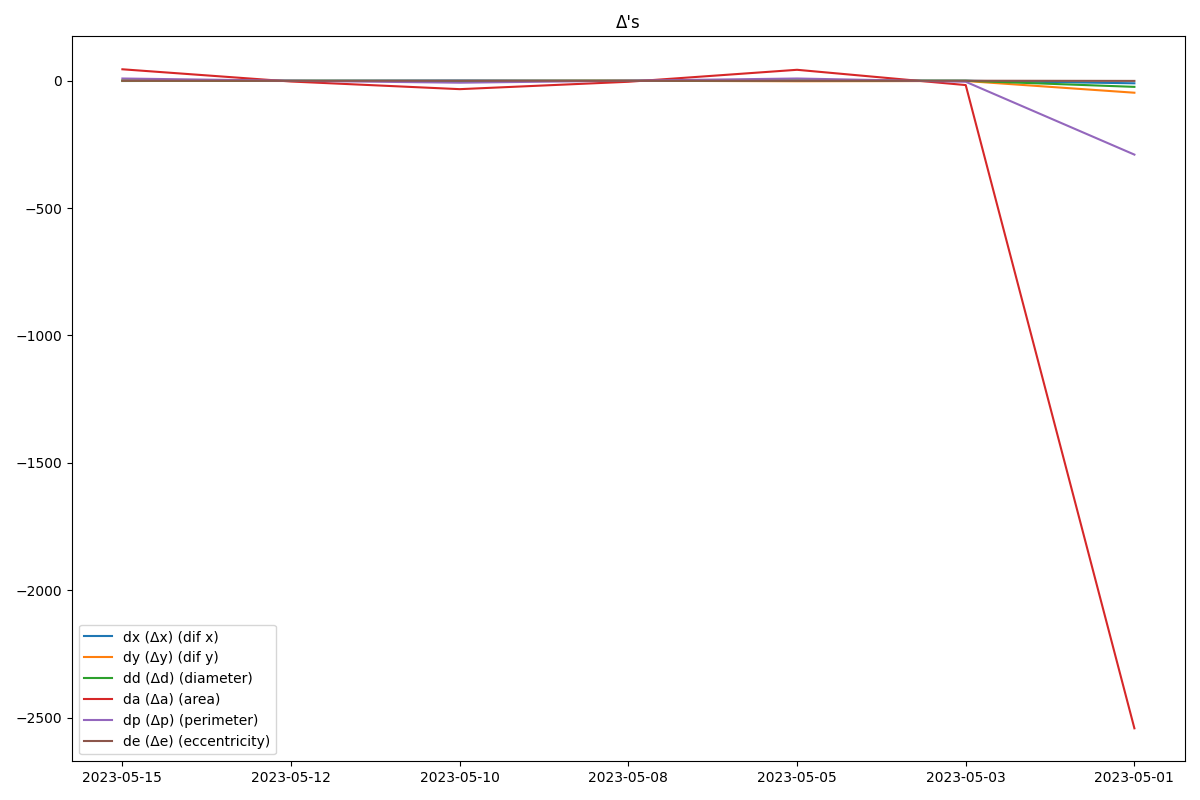 Δ's
0
−500
−1000
−1500
−2000
−2500
dx (Δx) (dif x)
dy (Δy) (dif y)
dd (Δd) (diameter)
da (Δa) (area)
dp (Δp) (perimeter)
de (Δe) (eccentricity)
2023-05-15 2023-05-12 2023-05-10 2023-05-08 2023-05-05 2023-05-03 2023-05-01